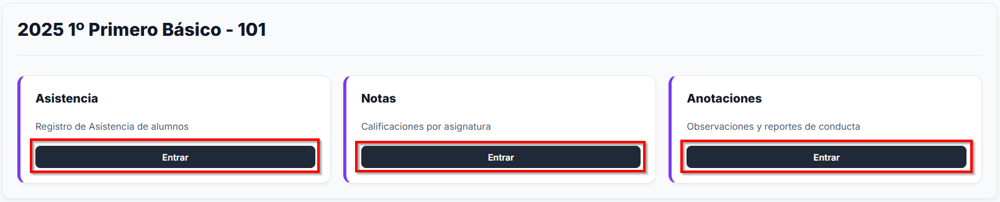 2025 1º Primero Básico - 101
Asistencia
Registro de Asistencia de alumnos
Entrar
Notas
Calificaciones por asignatura
Entrar
Anotaciones
Observaciones y reportes de conducta
Entrar